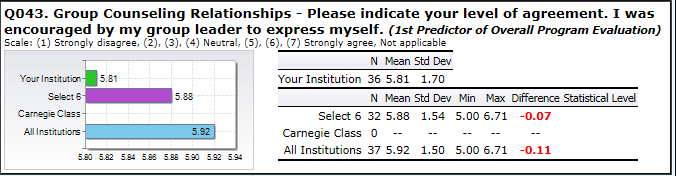 Q043. Group Counseling Relationships - Please indicate your level of agreement. I was
encouraged by my group leader to express myself. (1st Predictor of Overall Program Evaluation)
Scale: (1) Strongly disagree, (2), (3), (4) Neutral, (5), (6), (7) Strongly agree, Not applicable
Your Institution 5.81
Select 6 5.88
Carnegie Class
All Institutions 5.92
5.80 5.82 5.84 5.86 5.88 5.90 5.92 5.94
N Mean Std Dev
Your Institution 36 5.81 1.70
N Mean Std Dev Min Max Difference Statistical Level
Select 6 32 5.88 1.54 5.00 6.71 -0.07
Carnegie Class 0 -- -- -- -- --
All Institutions 37 5.92 1.50 5.00 6.71 -0.11